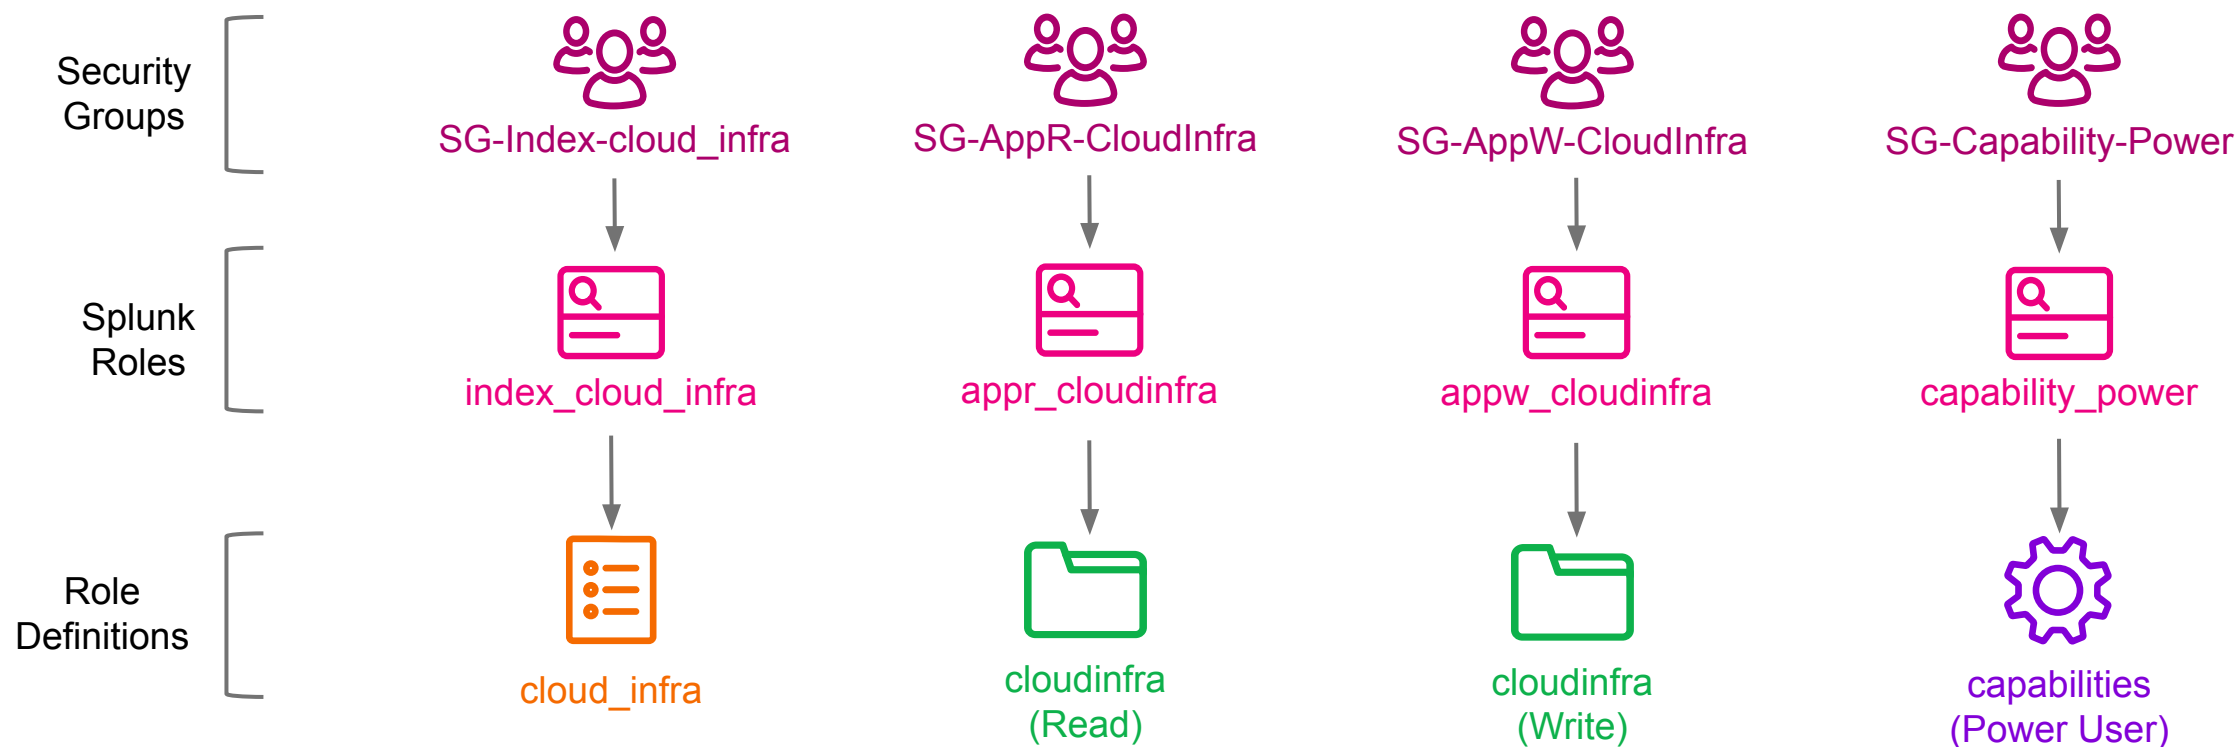 Security
Groups
SG-Index-cloud_infra
SG-AppR-CloudInfra
SG-AppW-CloudInfra
SG-Capability-Power
Splunk
Roles
index_cloud_infra
appr_cloudinfra
appw_cloudinfra
capability_power
Role
Definitions
cloud_infra
cloudinfra
(Read)
cloudinfra
(Write)
capabilities
(Power User)